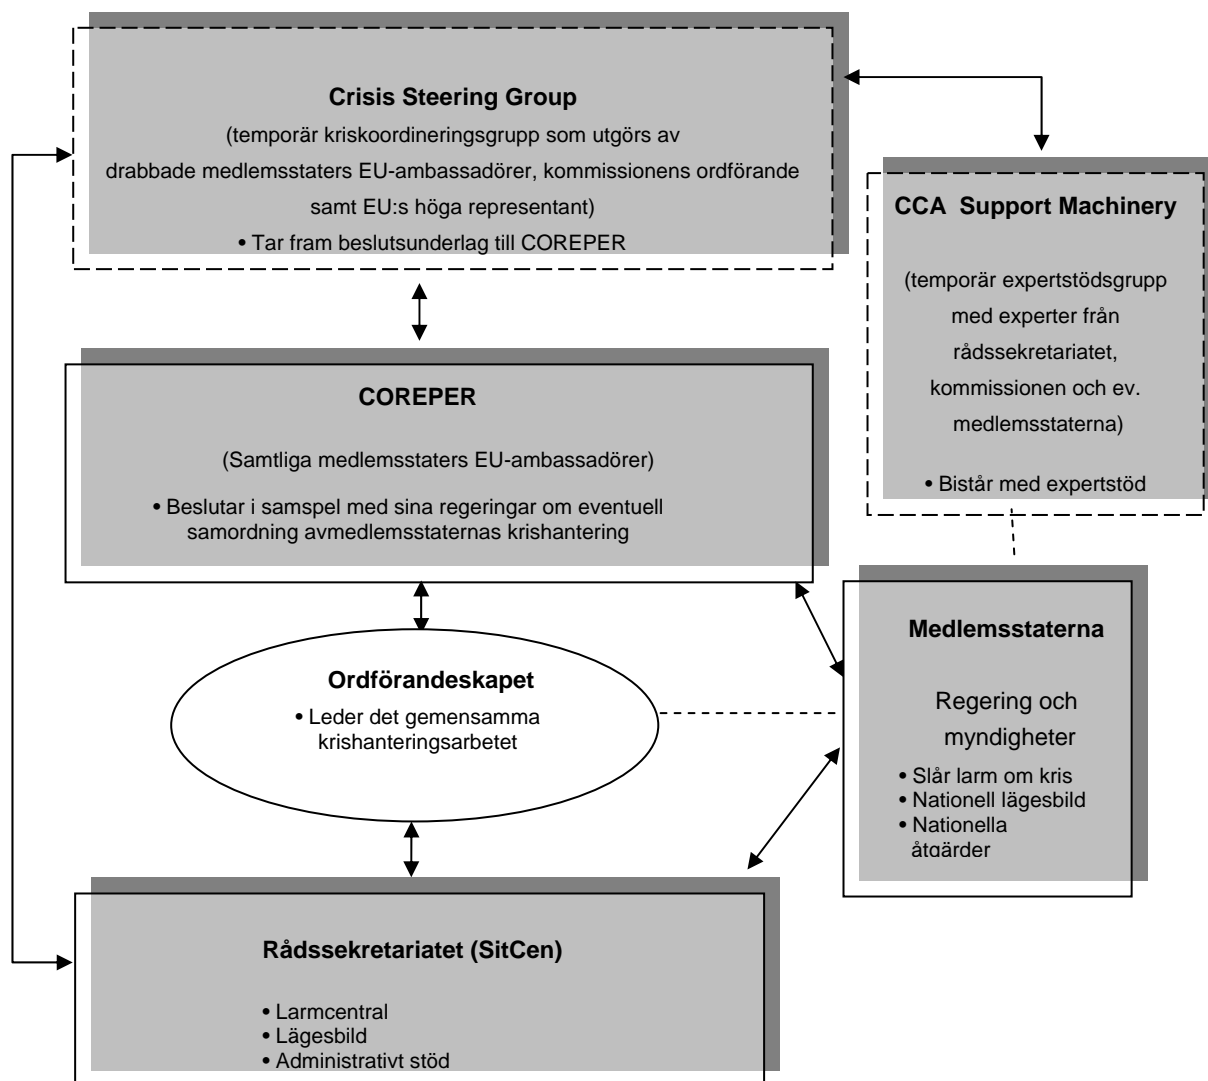 Crisis Steering Group
(temporär kriskoordineringsgrupp som utgörs av
drabbade medlemsstaters EU-ambassadörer, kommissionens ordförande
samt EU:s höga representant)
• Tar fram beslutsunderlag till COREPER
CCA Support Machinery
(temporär expertstödsgrupp
med experter från
rådssekretariatet,
kommissionen och ev.
medlemsstaterna)
• Bistår med expertstöd
COREPER
(Samtliga medlemsstaters EU-ambassadörer)
• Beslutar i samspel med sina regeringar om eventuell
samordning avmedlemsstaternas krishantering
Medlemsstaterna
Regering och
myndigheter
• Slår larm om kris
• Nationell lägesbild
• Nationella
åtgärder
Ordförandeskapet
• Leder det gemensamma
krishanteringsarbetet
Rådssekretariatet (SitCen)
• Larmcentral
• Lägesbild
• Administrativt stöd